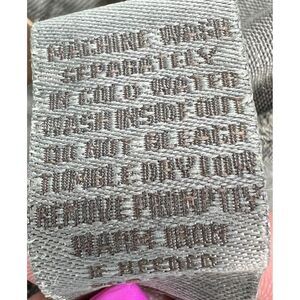 MACHINE WASH
SEPARATELY
IN COLD WATER
WASH INSIDE OUT
DO NOT BLEACH
TUMBLE DRY LOW
REMOVE PROMPTLY
WARM IRON
IF NEEDED